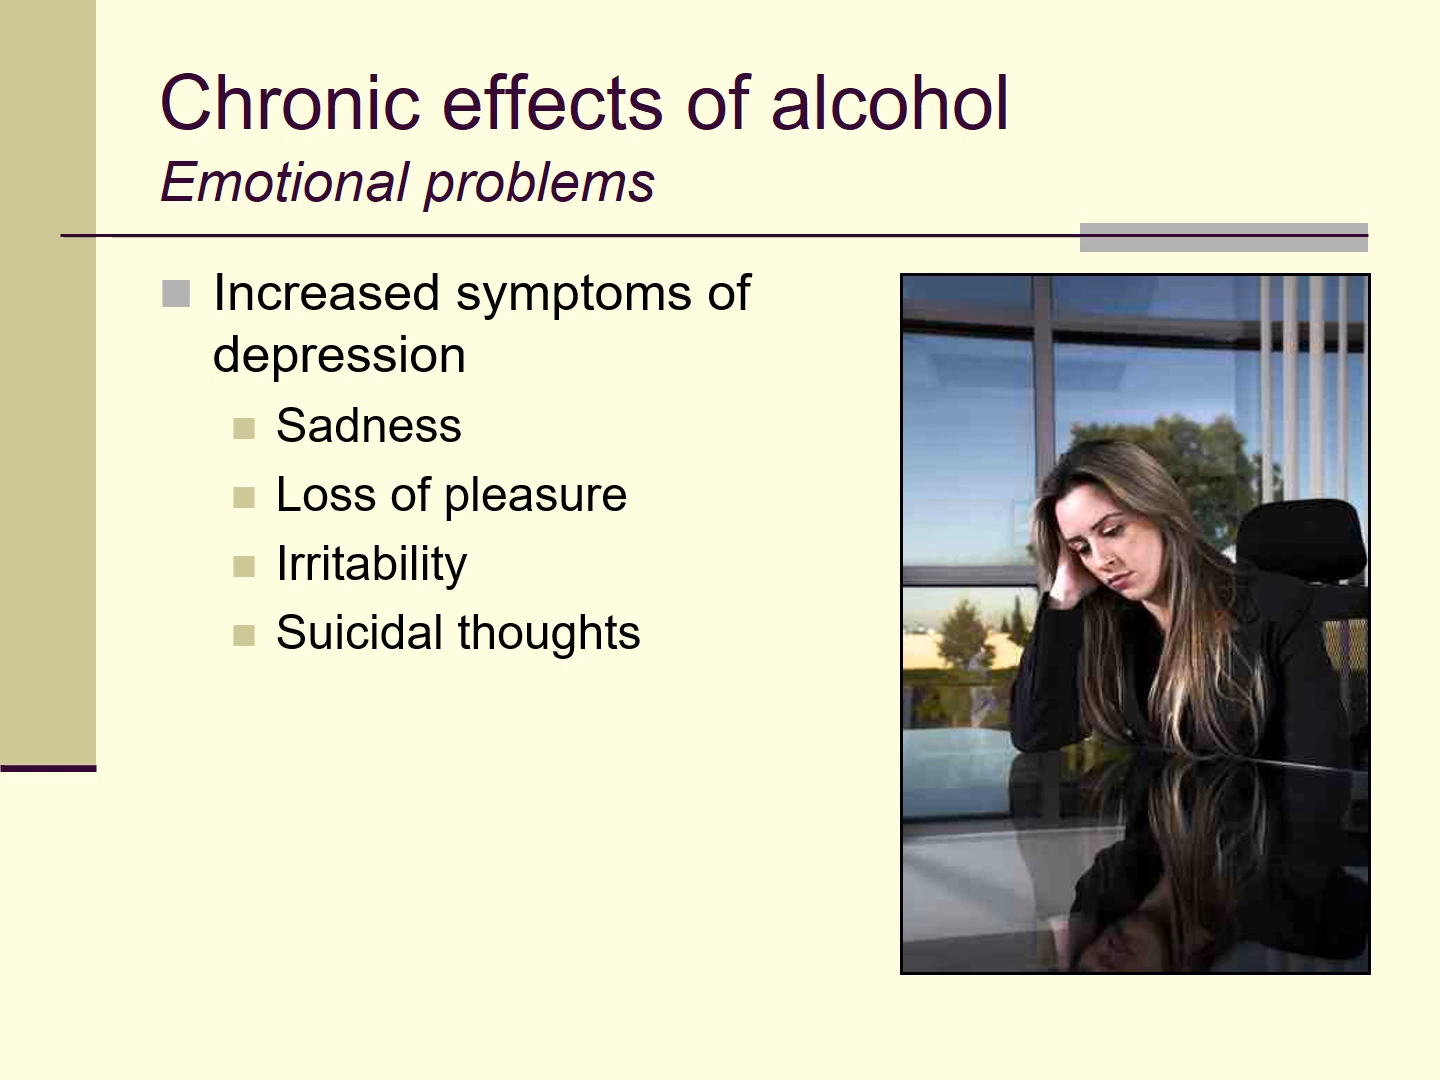 Chronic effects of alcohol
Emotional problems
Increased symptoms of
depression
Sadness
Loss of pleasure
Irritability
Suicidal thoughts